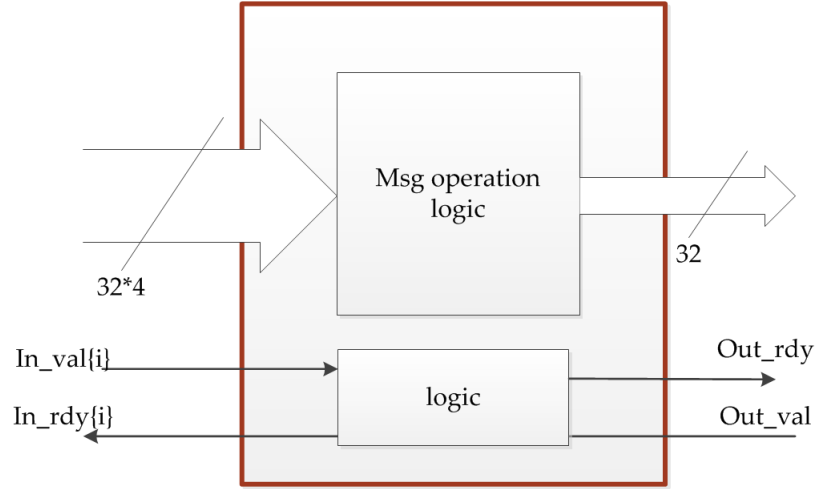 Msg operation
logic
32*4
32
In_val{i}
Out_rdy
logic
In_rdy{i}
Out_val